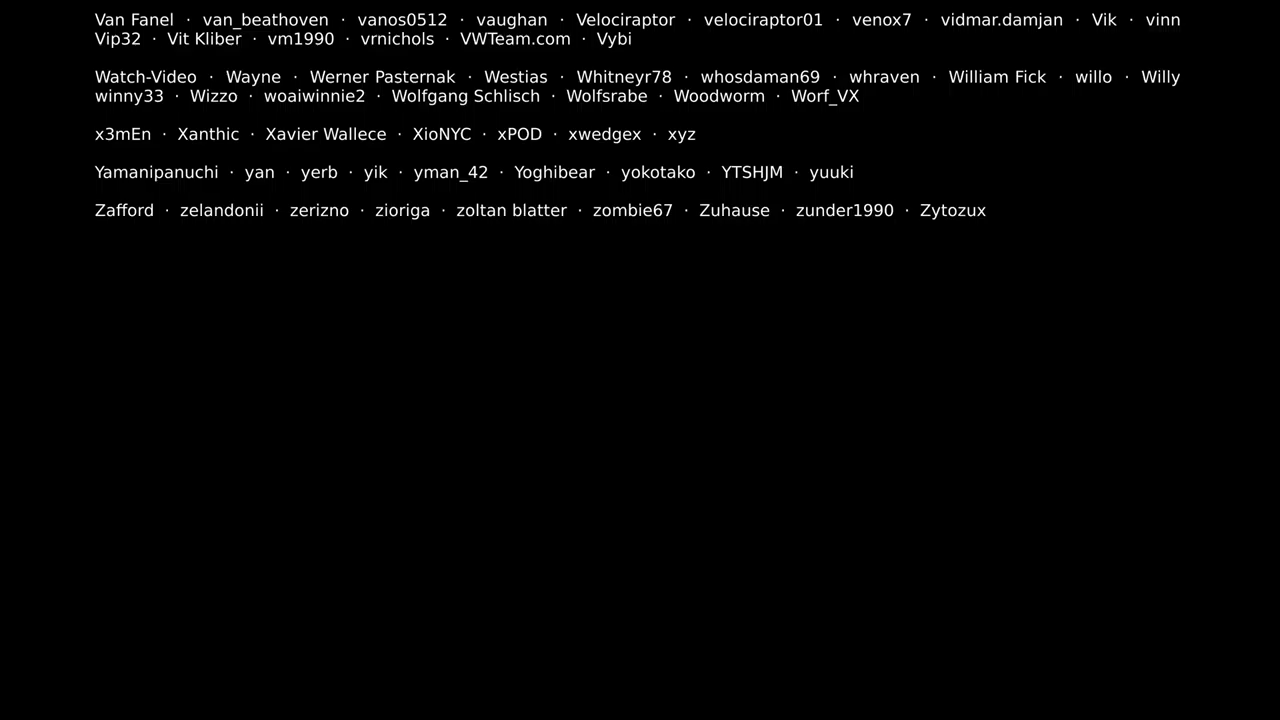 Van Fanel · van_beathoven · vanos0512 · vaughan · Velociraptor · velociraptor01 · venox7 · vidmar.damjan · Vik · vinn
Vip32 · Vit Kliber · vm1990 · vrnichols · VWTeam.com · Vybi
Watch-Video · Wayne · Werner Pasternak · Westias · Whitneyr78 · whosdaman69 · whraven · William Fick · willo · Willy
winny33 · Wizzo · woaiwinnie2 · Wolfgang Schlisch · Wolfsrabe · Woodworm · Worf_VX
x3mEn · Xanthic · Xavier Wallece · XioNYC · xPOD · xwedgex · xyz
Yamanipanuchi · yan · yerb · yik · yman_42 · Yoghibear · yokotako · YTSHJM · yuuki
Zafford · zelandonii · zerizno · zioriga · zoltan blatter · zombie67 · Zuhause · zunder1990 · Zytozux